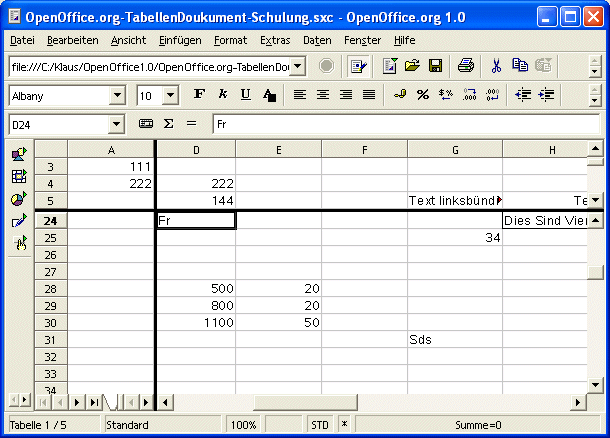 OpenOffice.org-TabellenDoukument-Schulung.sxc - OpenOffice.org 1.0
Datei Bearbeiten Ansicht Einfügen Format Extras Daten Fenster Hilfe
file:///C:/Klaus/OpenOffice1.0/OpenOffice.org-TabellenDou
Albany 10 F K U A
D24 Σ = Fr
A D E F G H
3 111
4 222 222
5 144 Text linksbünd Te
24 Fr Dies Sind Vier
25 34
26
27
28 500 20
29 800 20
30 1100 50
31 Sds
32
33
34
Tabelle 1 / 5 Standard 100% STD * Summe=0